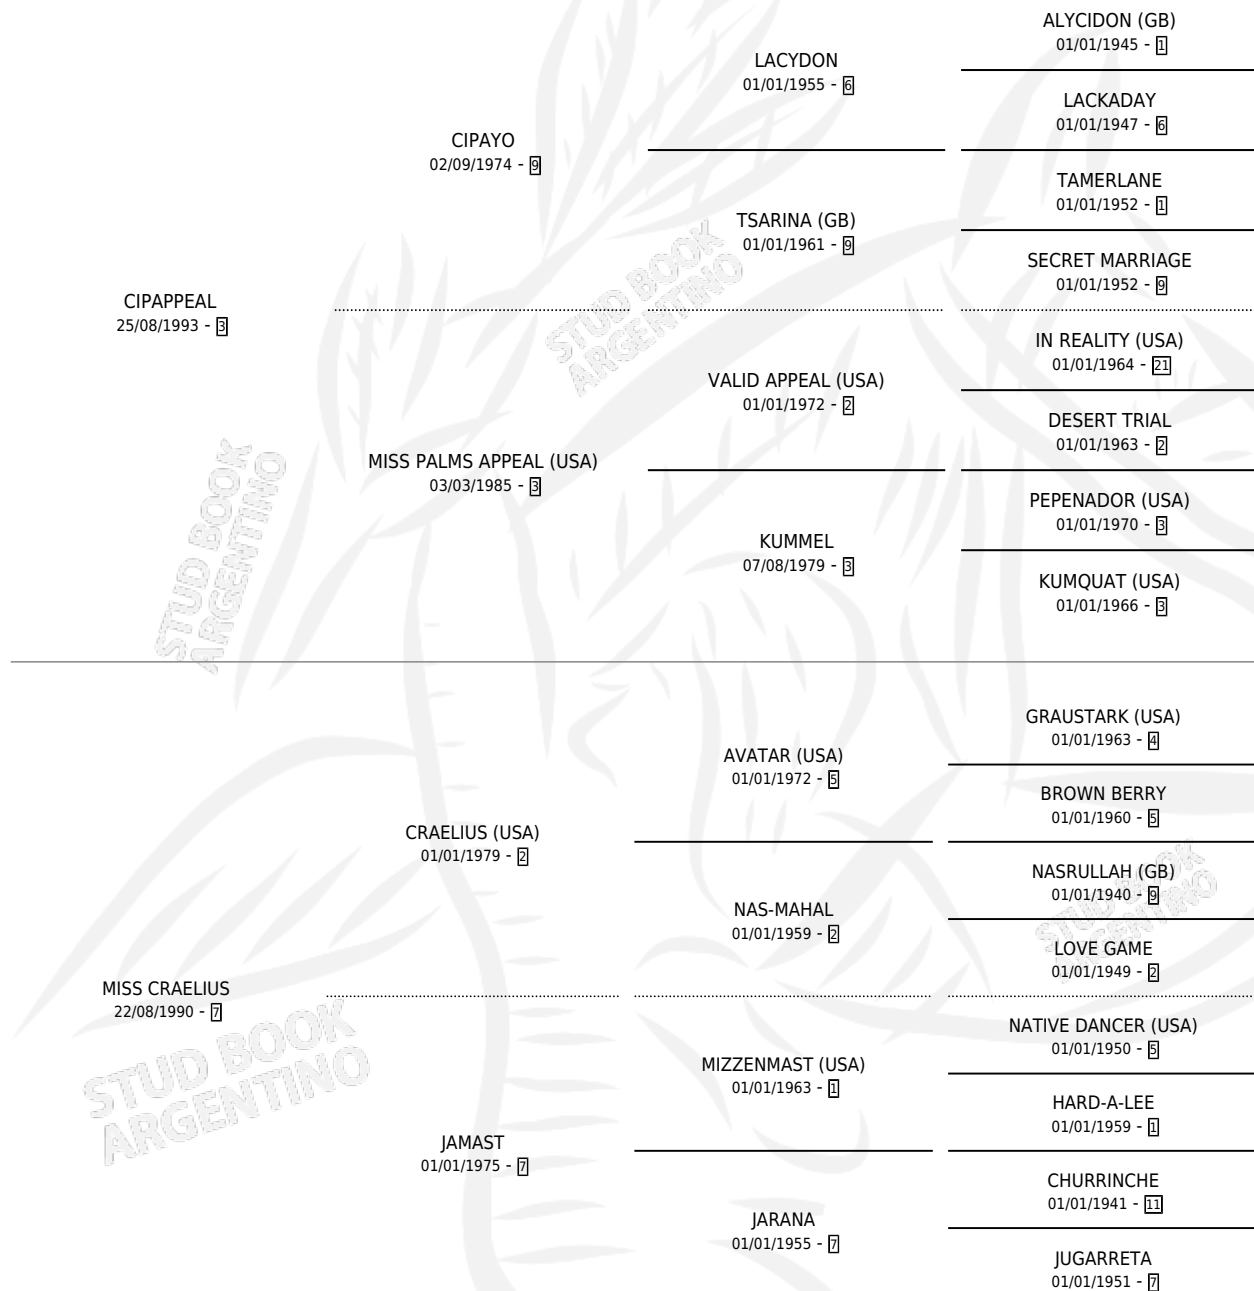 ALYCIDON (GB)
01/01/1945 - 1
LACYDON
01/01/1955 - 6
LACKADAY
01/01/1947 - 6
CIPAYO
02/09/1974 - 9
TAMERLANE
01/01/1952 - 1
TSARINA (GB)
01/01/1961 - 9
SECRET MARRIAGE
01/01/1952 - 9
CIPAPPEAL
25/08/1993 - 3
IN REALITY (USA)
01/01/1964 - 21
VALID APPEAL (USA)
01/01/1972 - 2
DESERT TRIAL
01/01/1963 - 2
MISS PALMS APPEAL (USA)
03/03/1985 - 3
PEPENADOR (USA)
01/01/1970 - 3
KUMMEL
07/08/1979 - 3
KUMQUAT (USA)
01/01/1966 - 3
GRAUSTARK (USA)
01/01/1963 - 4
AVATAR (USA)
01/01/1972 - 5
BROWN BERRY
01/01/1960 - 5
CRAELIUS (USA)
01/01/1979 - 2
NASRULLAH (GB)
01/01/1940 - 9
NAS-MAHAL
01/01/1959 - 2
LOVE GAME
01/01/1949 - 2
MISS CRAELIUS
22/08/1990 - 7
NATIVE DANCER (USA)
01/01/1950 - 5
MIZZENMAST (USA)
01/01/1963 - 1
HARD-A-LEE
01/01/1959 - 1
JAMAST
01/01/1975 - 7
CHURRINCHE
01/01/1941 - 11
JARANA
01/01/1955 - 7
JUGARRETA
01/01/1951 - 7
STUD BOOK
ARGENTINO
STUD BOOK
ARGENTINO
STUD BOOK
ARGENTINO
STUD BOOK
ARGENTINO